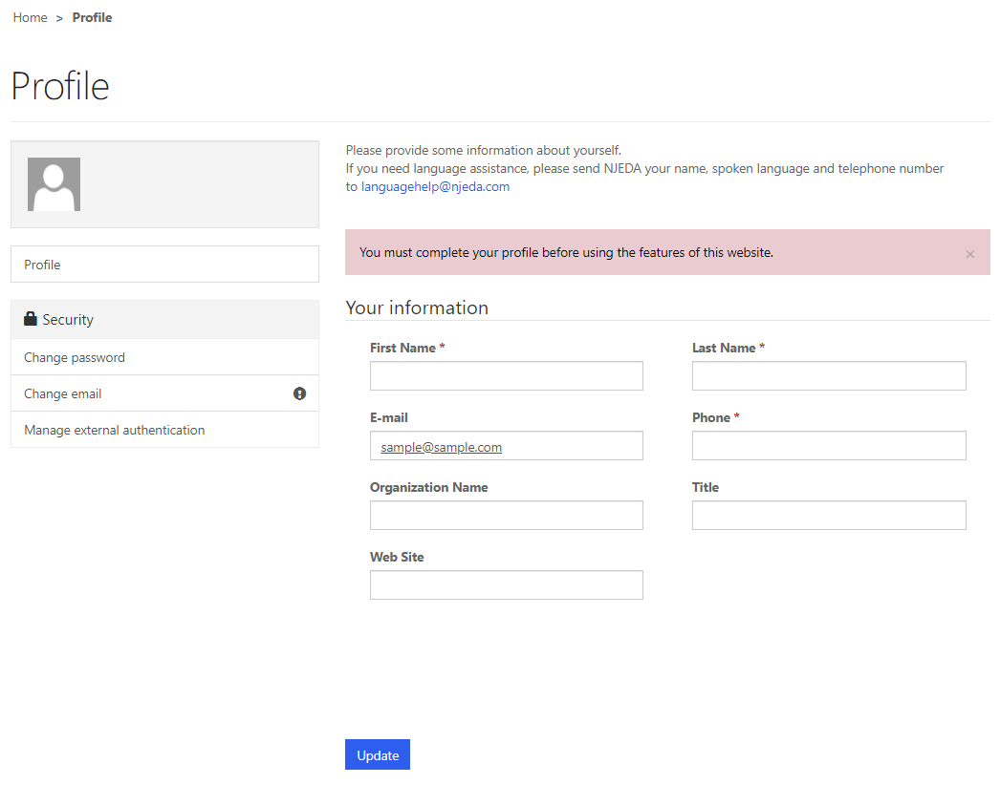 Home > Profile
Profile
Please provide some information about yourself.
If you need language assistance, please send NJEDA your name, spoken language and telephone number
to languagehelp@njeda.com
Profile
Security
Change password
Change email
Manage external authentication
You must complete your profile before using the features of this website.
×
Your information
First Name *
Last Name *
E-mail
sample@sample.com
Phone *
Organization Name
Title
Web Site
Update